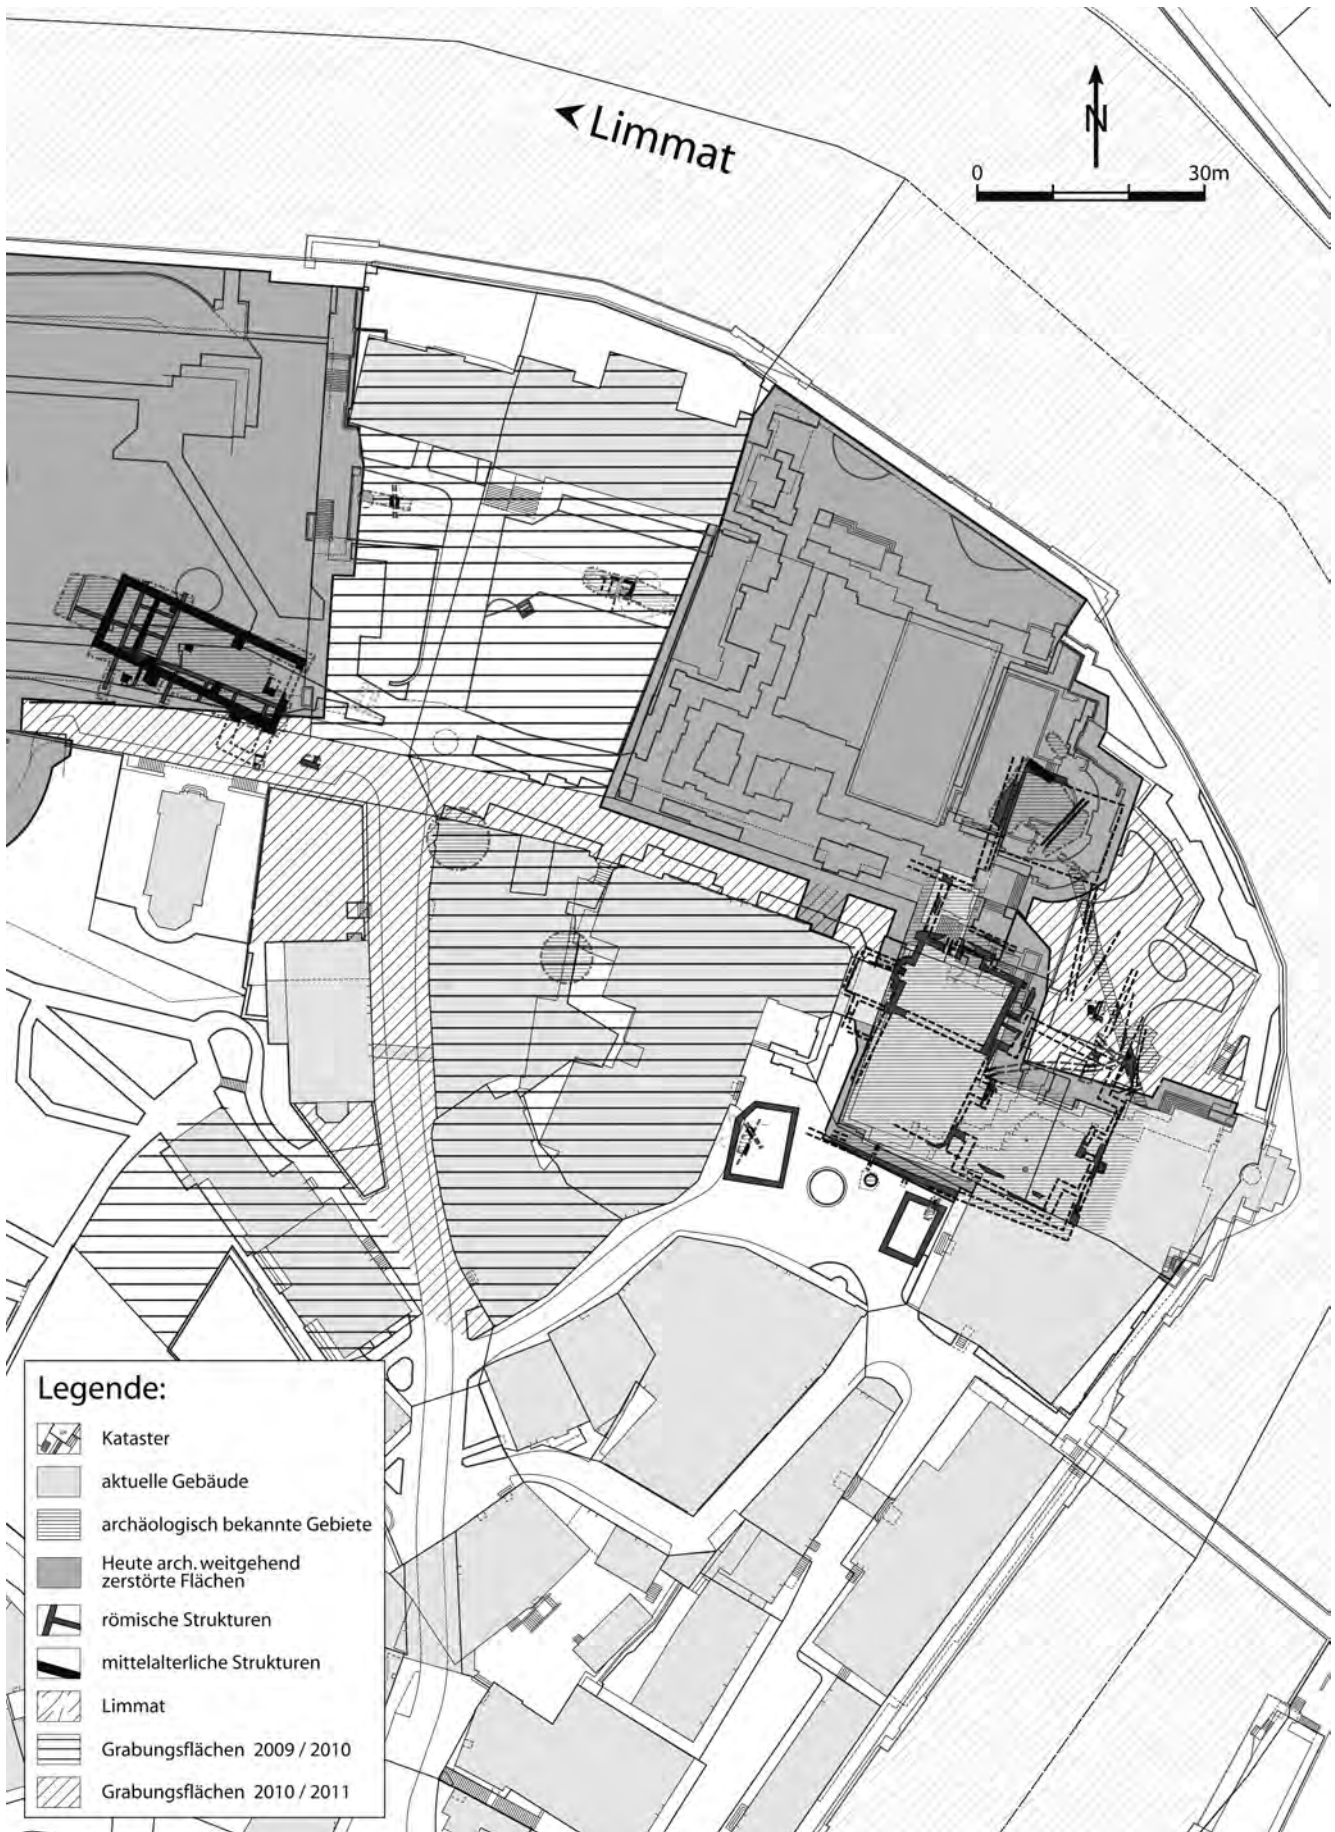 Limmat
N
0 30m
Legende:
Kataster
aktuelle Gebäude
archäologisch bekannte Gebiete
Heute arch. weitgehend
zerstörte Flächen
römische Strukturen
mittelalterliche Strukturen
Limmat
Grabungsflächen 2009 / 2010
Grabungsflächen 2010 / 2011